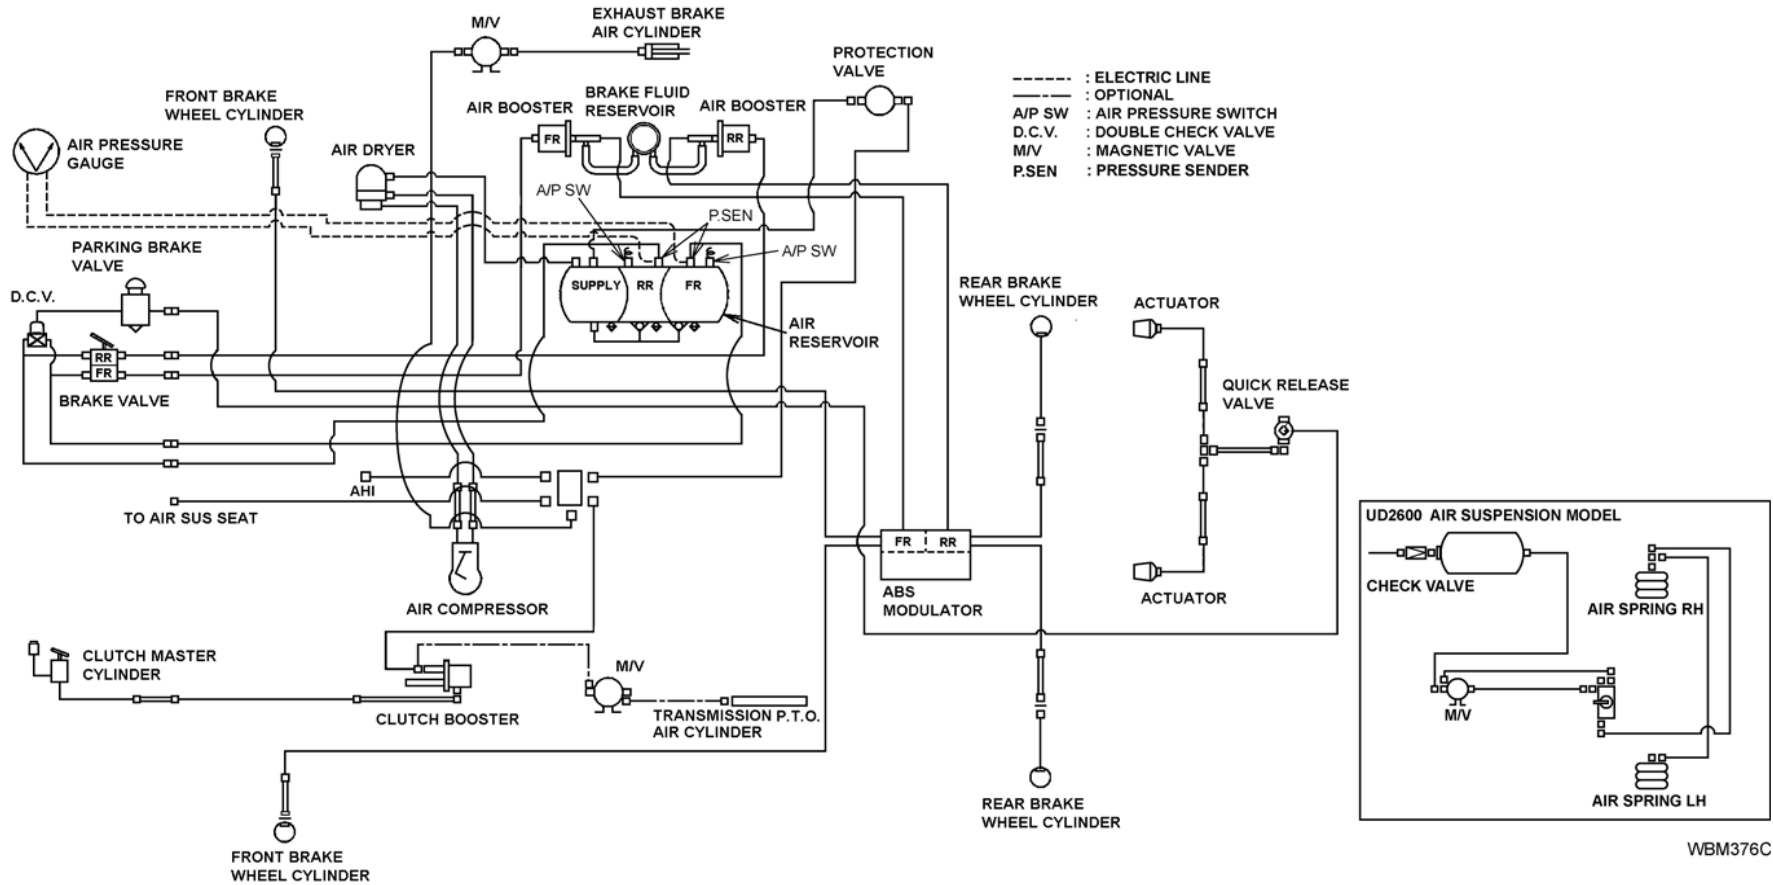 M/V
EXHAUST BRAKE
AIR CYLINDER
PROTECTION
VALVE
FRONT BRAKE
WHEEL CYLINDER
AIR BOOSTER
BRAKE FLUID
RESERVOIR
AIR BOOSTER
: ELECTRIC LINE
: OPTIONAL
A/P SW : AIR PRESSURE SWITCH
D.C.V. : DOUBLE CHECK VALVE
M/V : MAGNETIC VALVE
P.SEN : PRESSURE SENDER
AIR PRESSURE
GAUGE
AIR DRYER
FR
RR
A/P SW
P.SEN
A/P SW
PARKING BRAKE
VALVE
D.C.V.
SUPPLY RR FR
AIR
RESERVOIR
RR
FR
BRAKE VALVE
REAR BRAKE
WHEEL CYLINDER
ACTUATOR
QUICK RELEASE
VALVE
AHI
TO AIR SUS SEAT
AIR COMPRESSOR
FR RR
ABS
MODULATOR
ACTUATOR
UD2600 AIR SUSPENSION MODEL
CHECK VALVE
AIR SPRING RH
M/V
AIR SPRING LH
CLUTCH MASTER
CYLINDER
CLUTCH BOOSTER
M/V
TRANSMISSION P.T.O.
AIR CYLINDER
REAR BRAKE
WHEEL CYLINDER
FRONT BRAKE
WHEEL CYLINDER
WBM376C